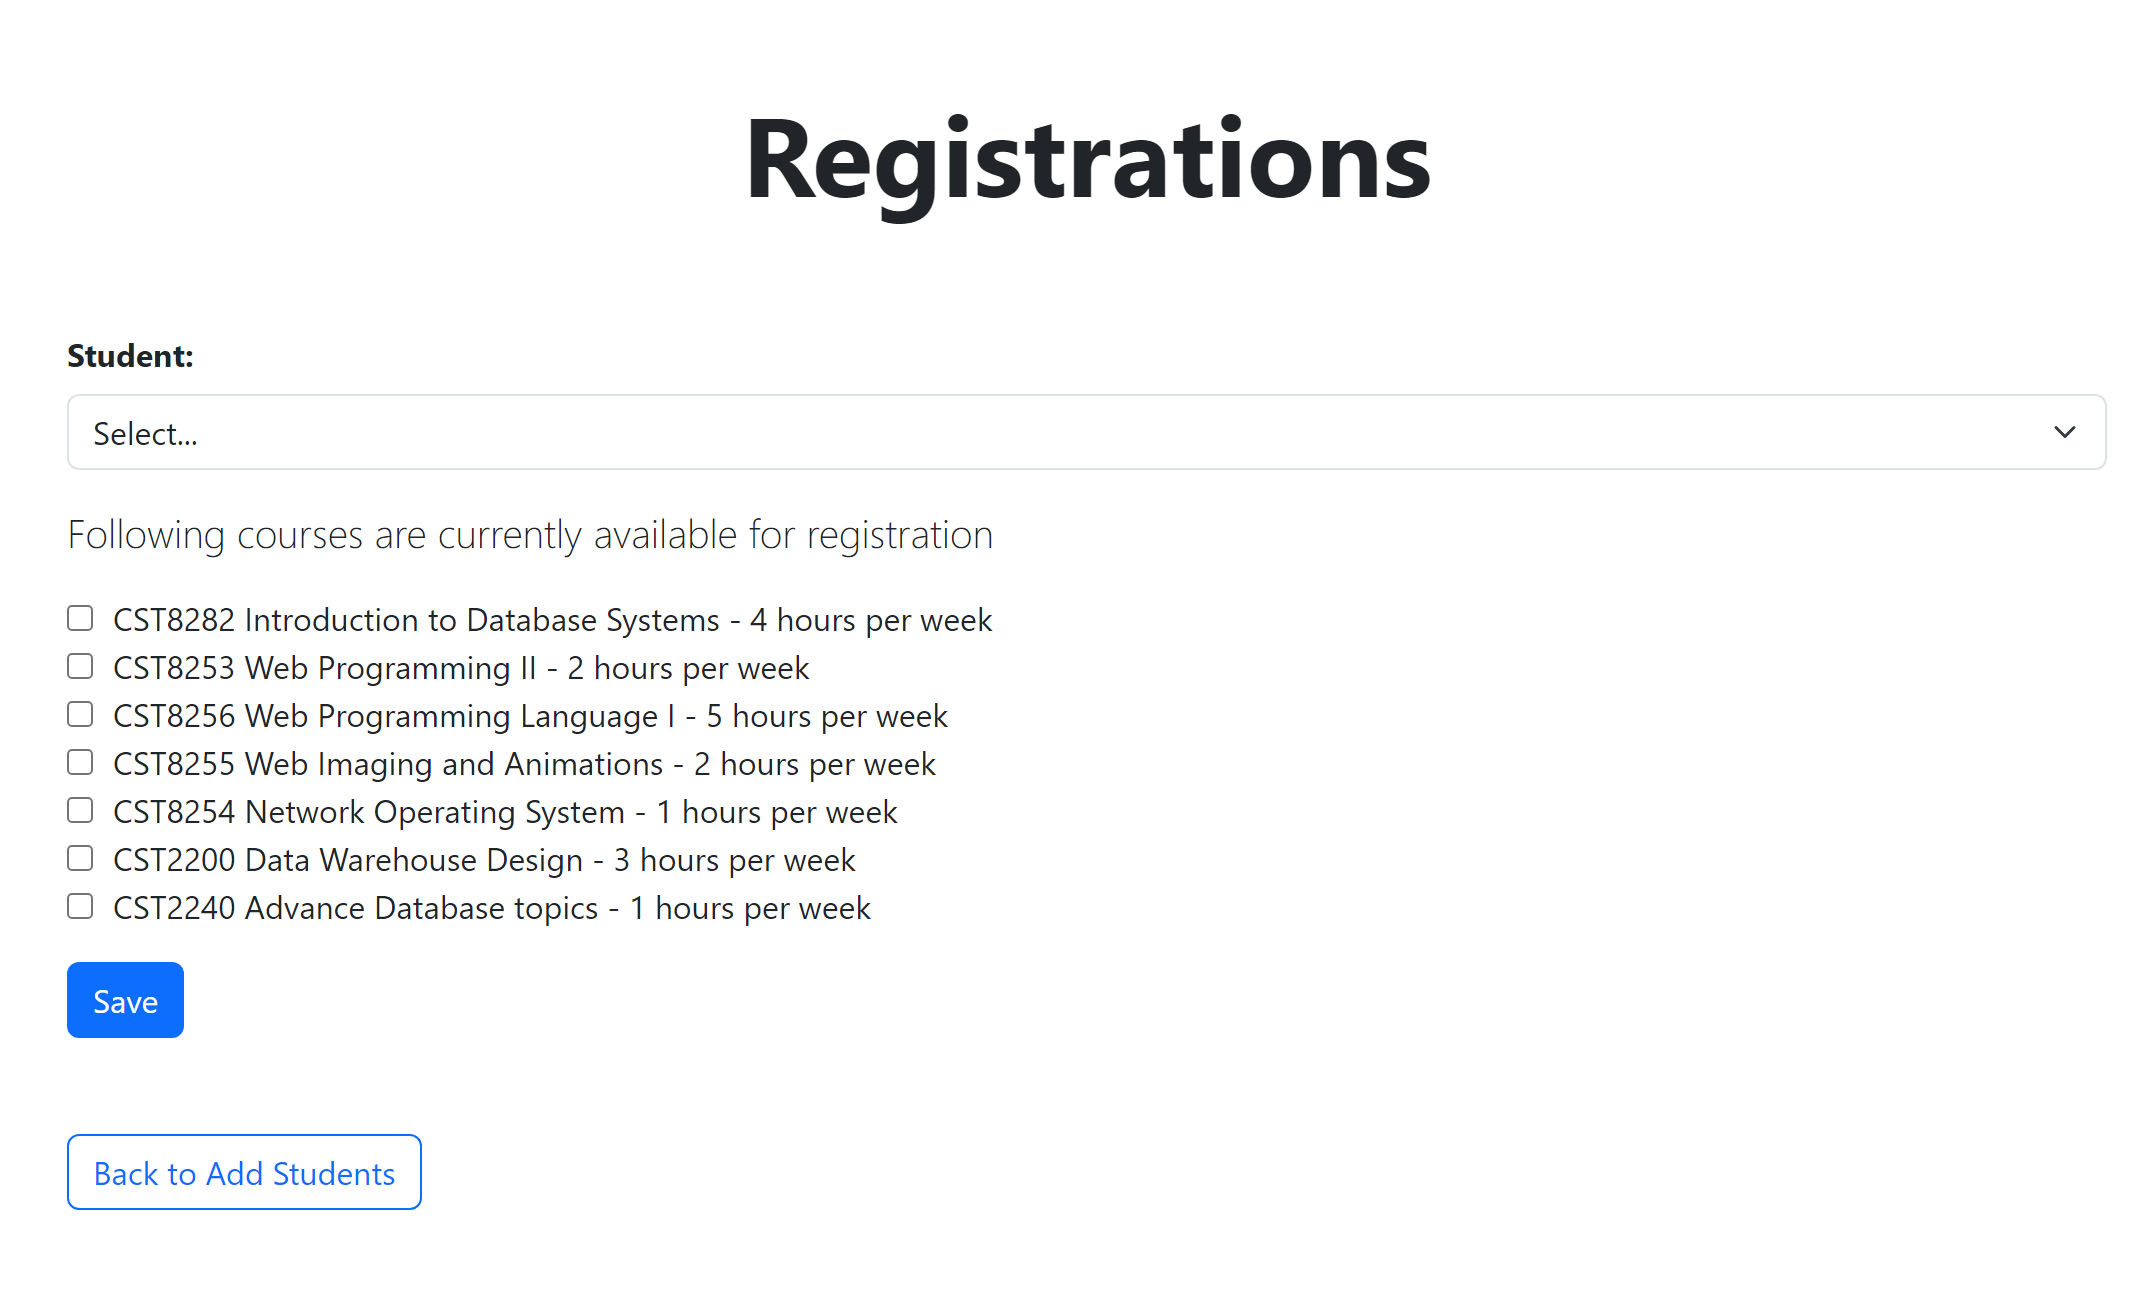 Registrations
Student:
Select...
Following courses are currently available for registration
CST8282 Introduction to Database Systems - 4 hours per week
CST8253 Web Programming II - 2 hours per week
CST8256 Web Programming Language I - 5 hours per week
CST8255 Web Imaging and Animations - 2 hours per week
CST8254 Network Operating System - 1 hours per week
CST2200 Data Warehouse Design - 3 hours per week
CST2240 Advance Database topics - 1 hours per week
Save
Back to Add Students